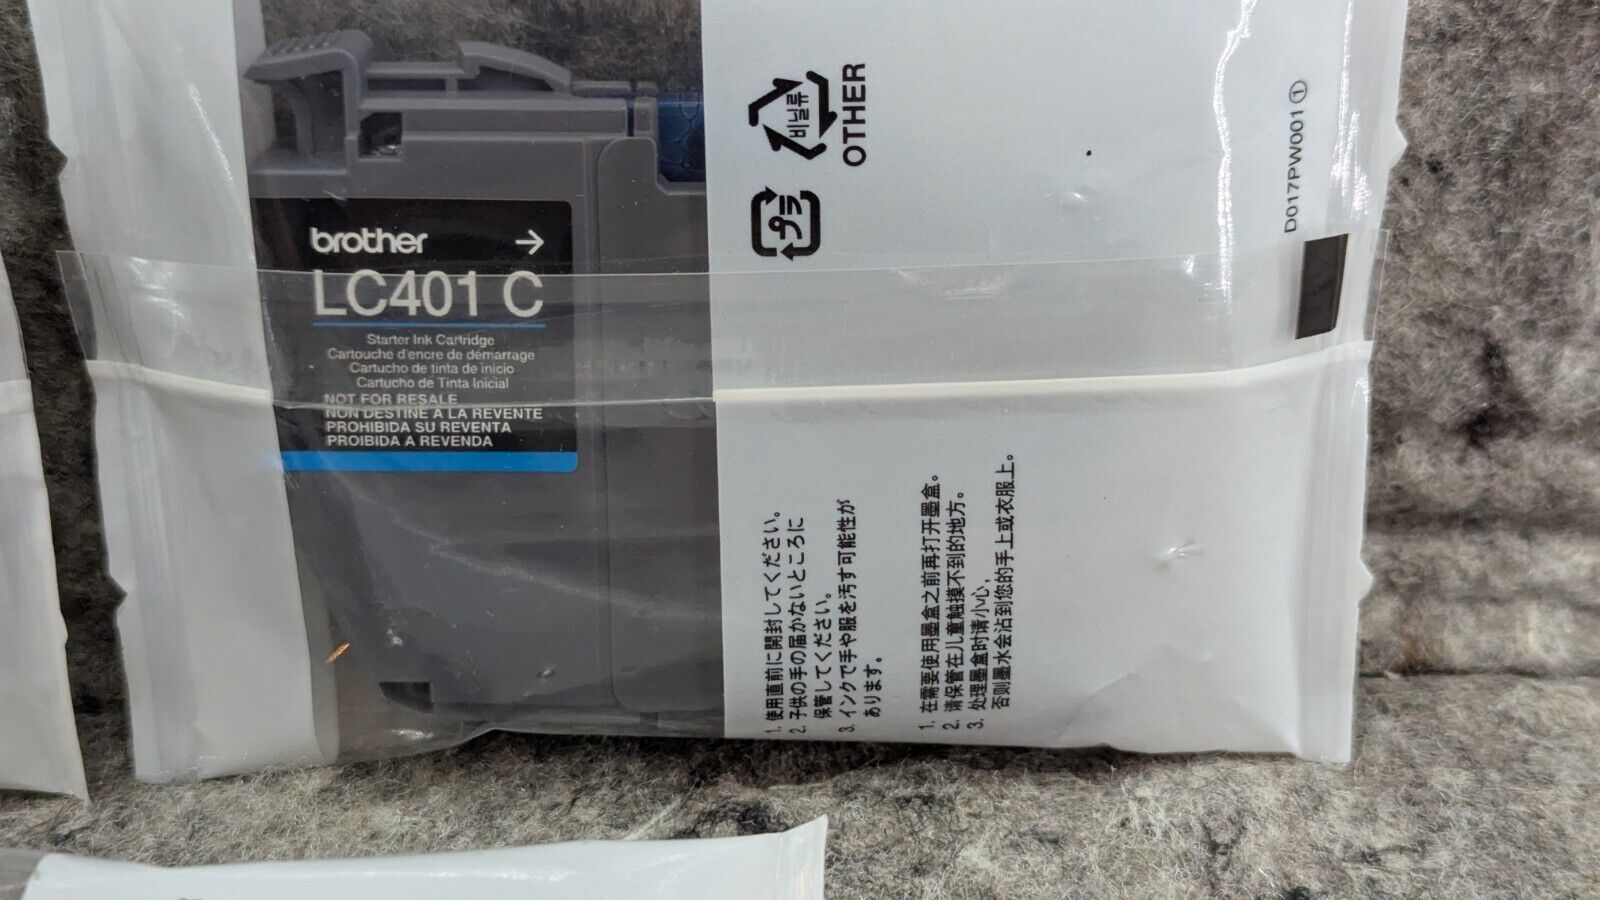 brother →
LC401 C
Starter Ink Cartridge
Cartouche d'encre de démarrage
Cartucho de tinta de inicio
Cartucho de Tinta Inicial
NOT FOR RESALE
NON DESTINÉ À LA REVENTE
PROHIBIDA SU REVENTA
PROIBIDA A REVENDA
비닐류
OTHER
プラ
D017PW001 ①
1. 使用直前に開封してください。
2. 子供の手の届かないところに
保管してください。
3. インクで手や服を汚す可能性が
あります。
1. 在需要使用墨盒之前再打开墨盒。
2. 请保管在儿童触摸不到的地方。
3. 处理墨盒时请小心，
否则墨水会沾到您的手上或衣服上。